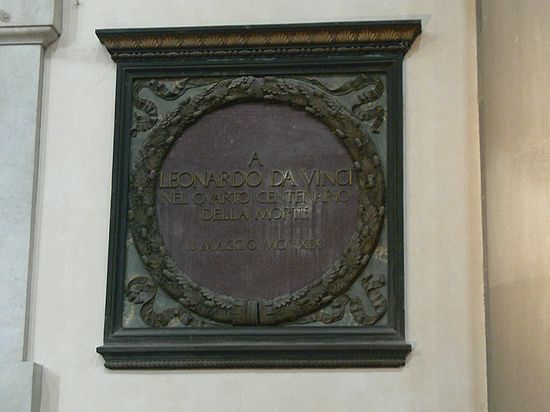 A
LEONARDO DA VINCI
NEL QVARTO CENTENARIO
DELLA MORTE
II MAGGIO MCMXIX